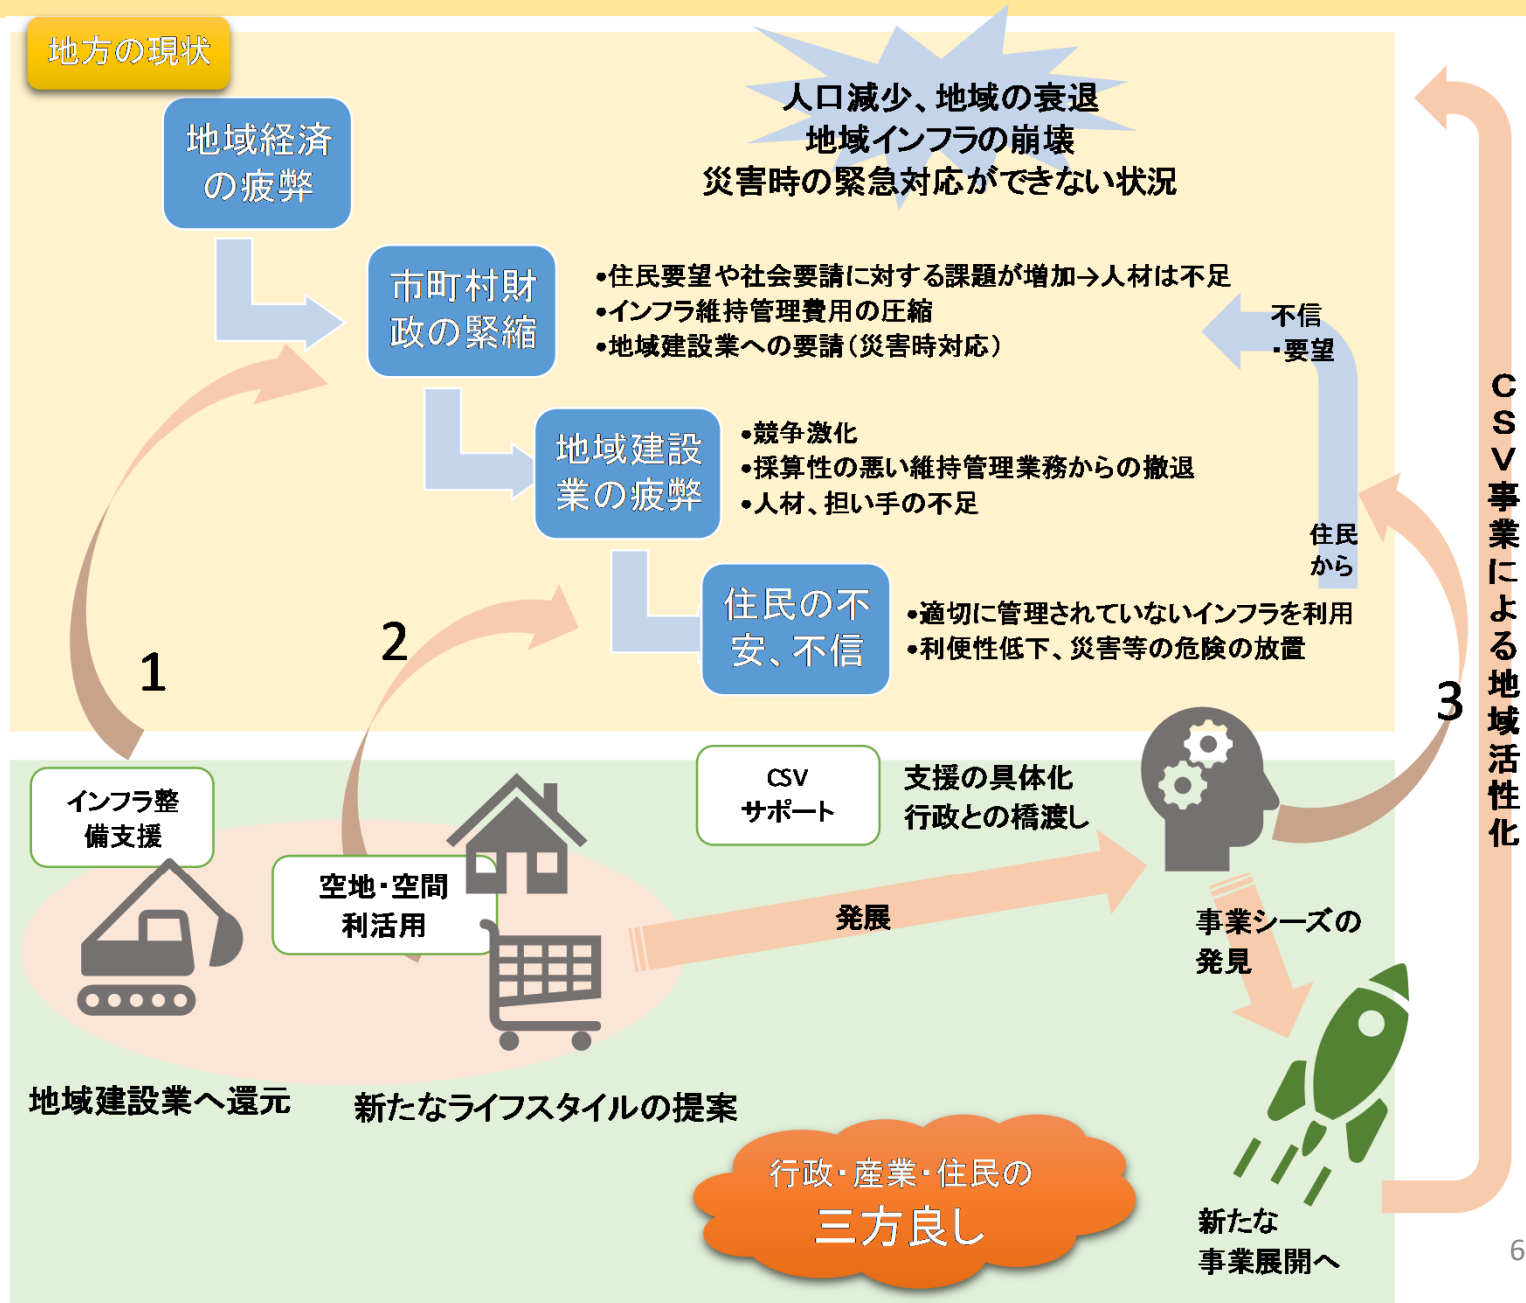 地方の現状
人口減少、地域の衰退
地域インフラの崩壊
災害時の緊急対応ができない状況
地域経済
の疲弊
市町村財
政の緊縮
•住民要望や社会要請に対する課題が増加→人材は不足
•インフラ維持管理費用の圧縮
•地域建設業への要請（災害時対応）
不信
・要望
地域建設
業の疲弊
•競争激化
•採算性の悪い維持管理業務からの撤退
•人材、担い手の不足
住民
から
住民の不
安、不信
•適切に管理されていないインフラを利用
•利便性低下、災害等の危険の放置
1
2
3
CSV事業による地域活性化
インフラ整
備支援
空地・空間
利活用
CSV
サポート
支援の具体化
行政との橋渡し
発展
事業シーズの
発見
地域建設業へ還元
新たなライフスタイルの提案
行政・産業・住民の
三方良し
新たな
事業展開へ
6